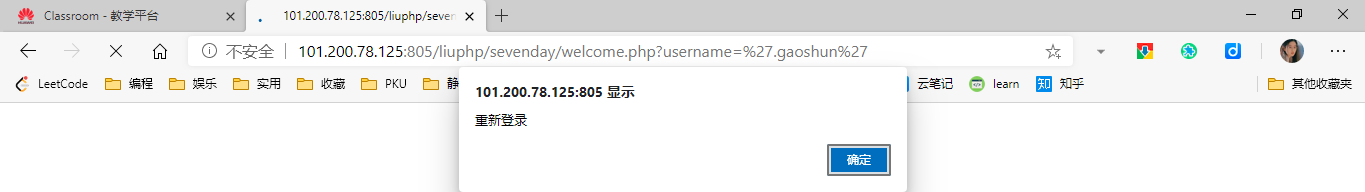 Classroom - 教学平台
101.200.78.125:805/liuphp/seven
不安全 | 101.200.78.125:805/liuphp/sevenday/welcome.php?username=%27.gaoshun%27
LeetCode 编程 娱乐 实用 收藏 PKU 静 云笔记 learn 知 知乎 其他收藏夹
101.200.78.125:805 显示
重新登录
确定